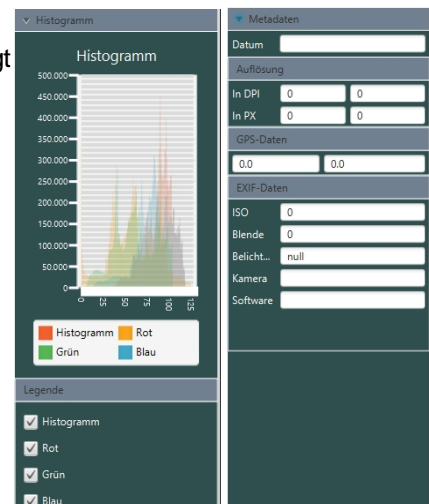 gt
Histogramm
Histogramm
500.000
450.000
400.000
350.000
300.000
250.000
200.000
150.000
100.000
50.000
0
0 25 50 75 100 125
Histogramm Rot
Grün Blau
Legende
Histogramm
Rot
Grün
Blau
Metadaten
Datum
Auflösung
In DPI 0 0
In PX 0 0
GPS-Daten
0.0 0.0
EXIF-Daten
ISO 0
Blende 0
Belicht... null
Kamera
Software